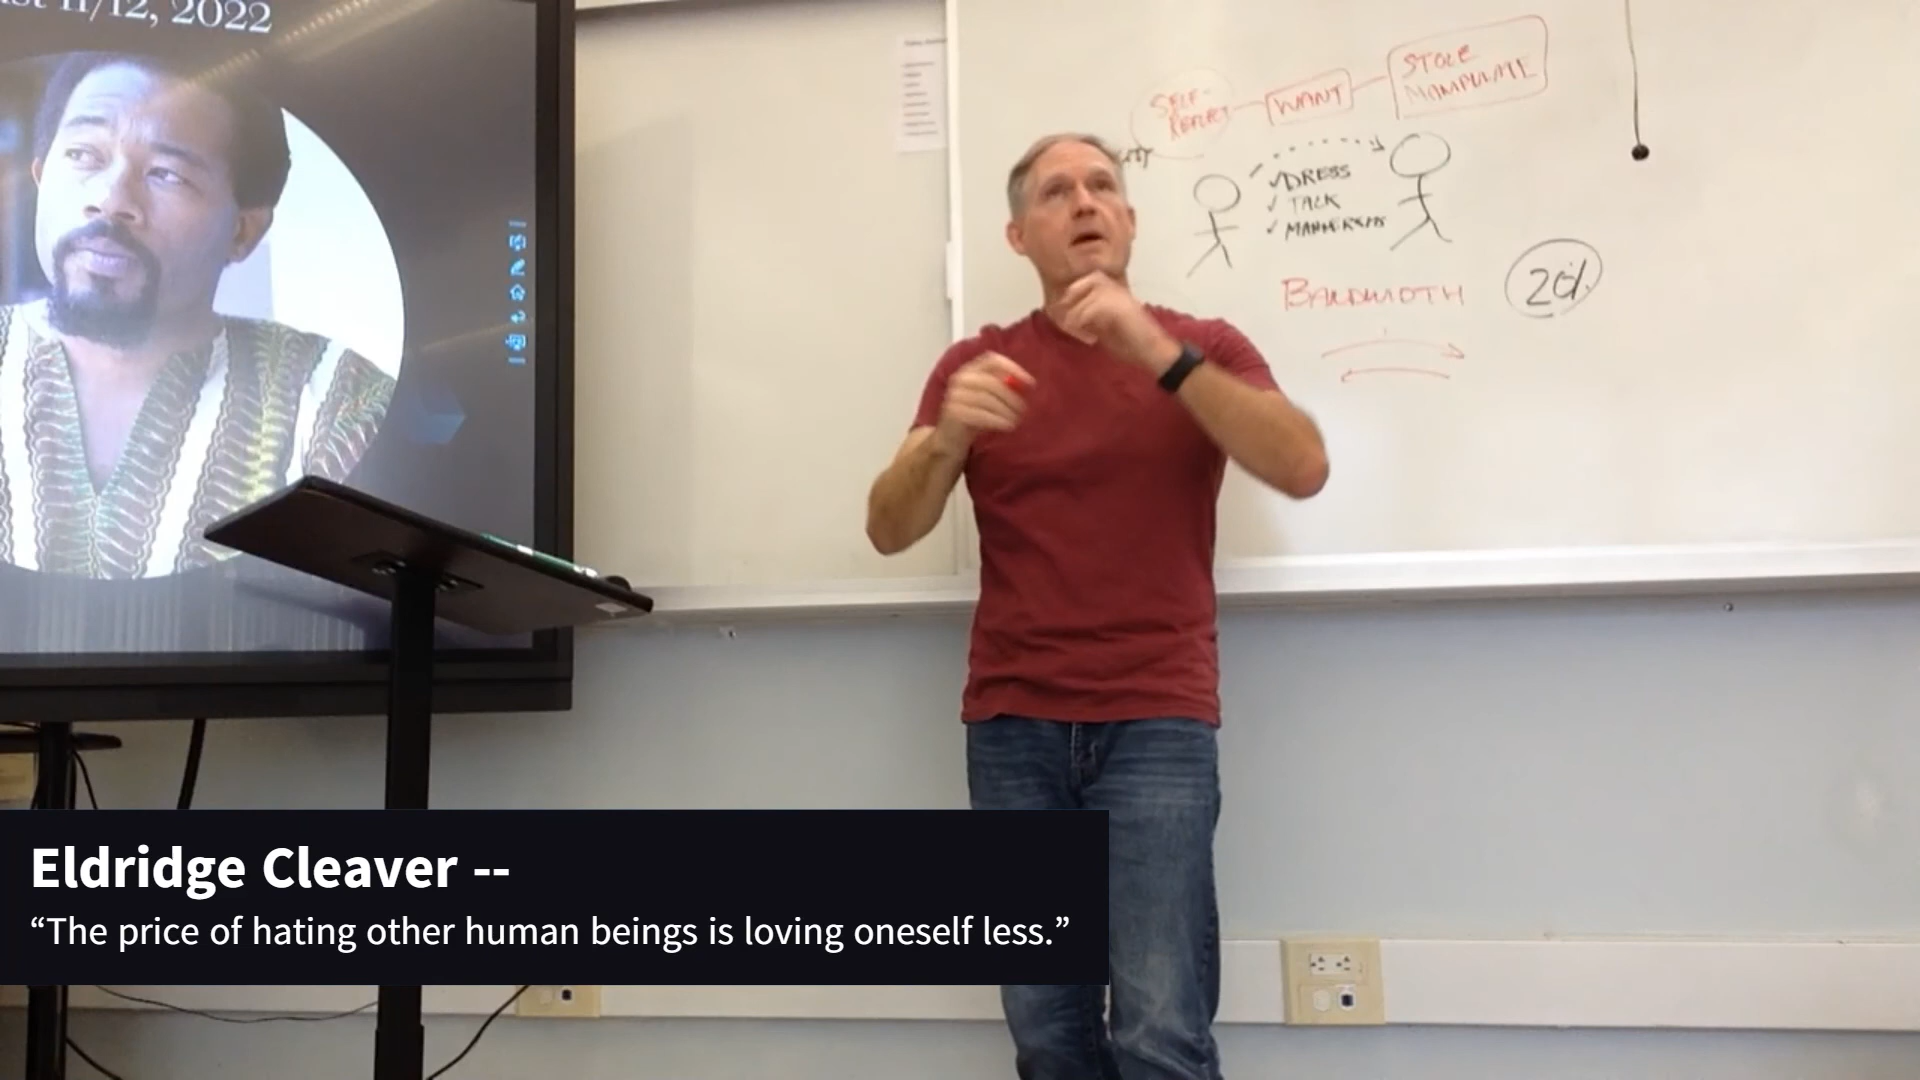 11/12, 2022
SELF-
REFLECT
WANT
STOLE
MANIPULATE
✓DRESS
✓ TALK
✓ MANNERISMS
BANDWIDTH
20%
Eldridge Cleaver --
“The price of hating other human beings is loving oneself less.”